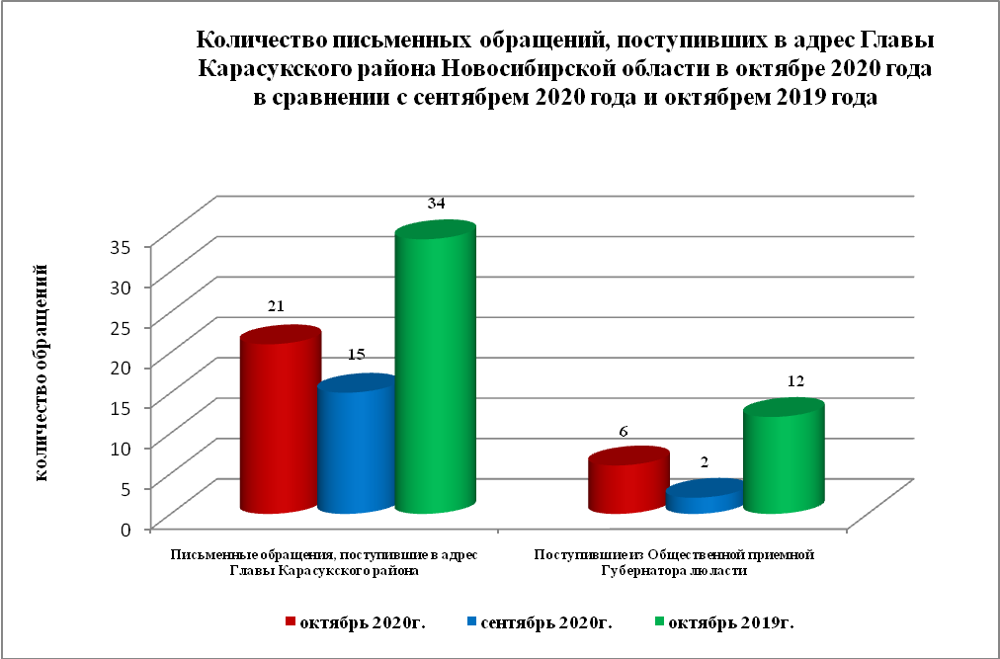 Количество письменных обращений, поступивших в адрес Главы
Карасукского района Новосибирской области в октябре 2020 года
в сравнении с сентябрем 2020 года и октябрем 2019 года
количество обращений
35
30
25
20
15
10
5
0
21
15
34
6
2
12
Письменные обращения, поступившие в адрес
Главы Карасукского района
Поступившие из Общественной приемной
Губернатора люласти
октябрь 2020г.
сентябрь 2020г.
октябрь 2019г.